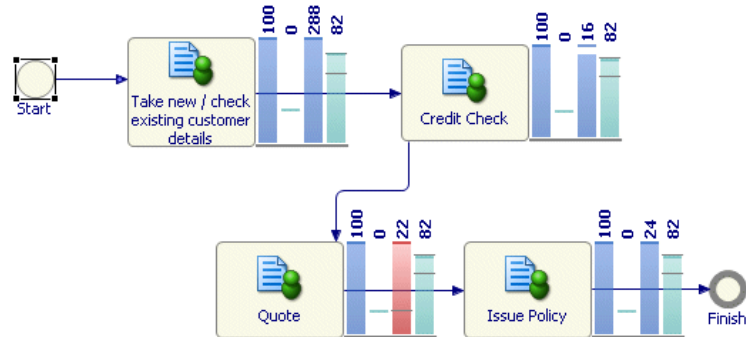 100 0 288 82
100 0 16 82
Start
Take new / check
existing customer
details
Credit Check
100 0 22 82
100 0 24 82
Quote
Issue Policy
Finish